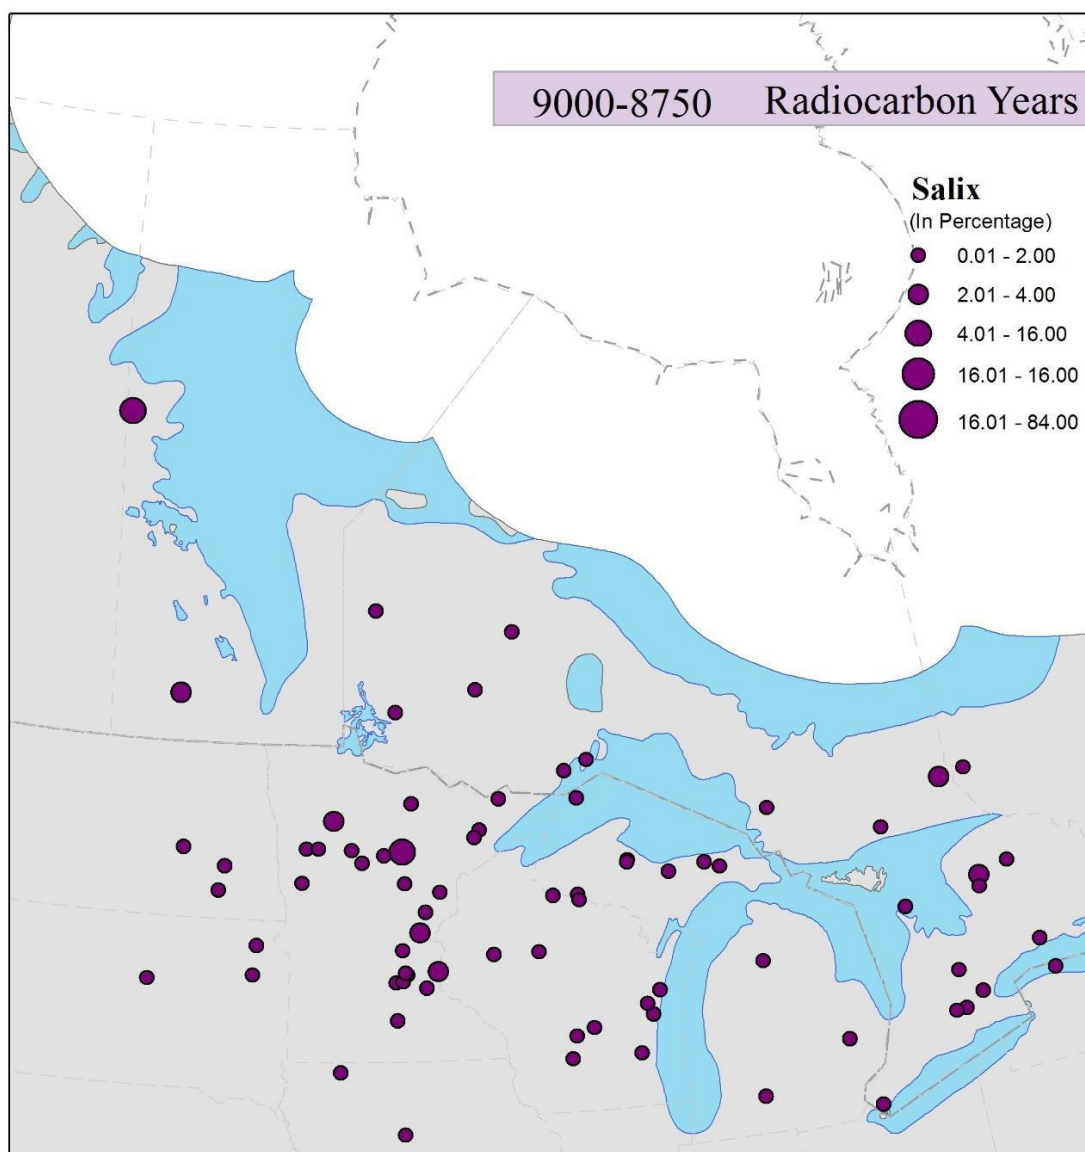 9000-8750 Radiocarbon Years
Salix
(In Percentage)
0.01 - 2.00
2.01 - 4.00
4.01 - 16.00
16.01 - 16.00
16.01 - 84.00